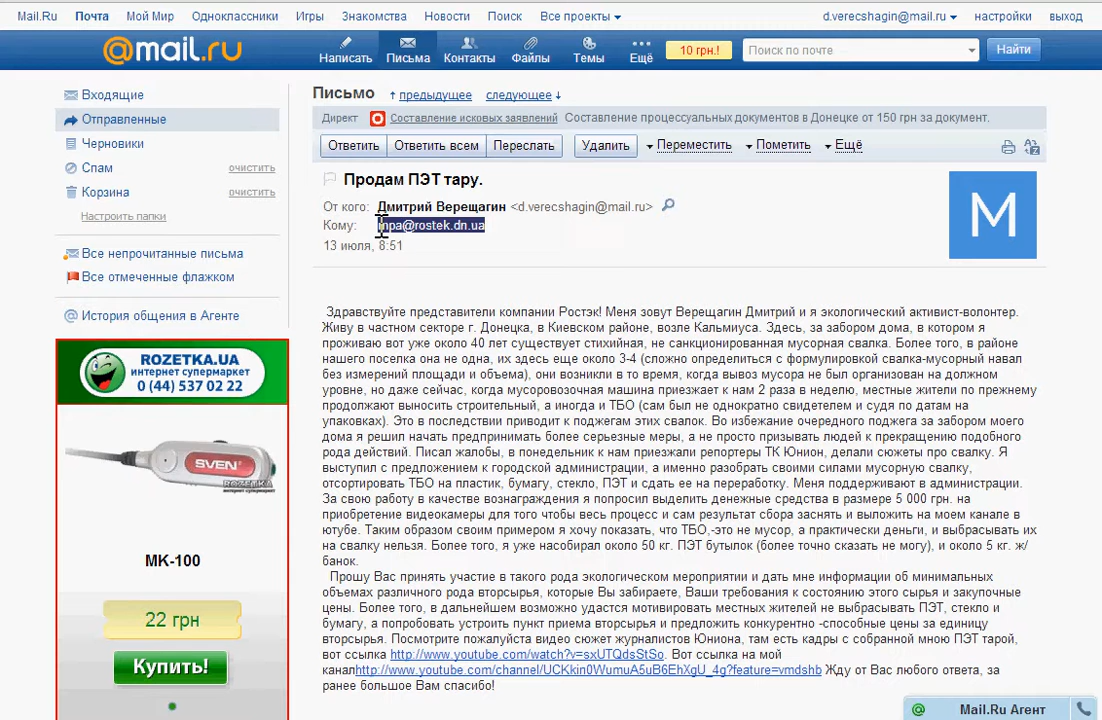 Mail.Ru Почта Мой Мир Одноклассники Игры Знакомства Новости Поиск Все проекты d.verecshagin@mail.ru настройки выход
@mail.ru Написать Письма Контакты Файлы Темы Ещё 10 грн.! Поиск по почте Найти
Входящие
Отправленные
Черновики
Спам очистить
Корзина очистить
Настроить папки
Все непрочитанные письма
Все отмеченные флажком
История общения в Агенте
ROZETKA.UA
интернет супермаркет
0 (44) 537 02 22
SVEN
ROZETKA
MK-100
22 грн
Купить!
Письмо ↑ предыдущее следующее ↓
Директ Составление исковых заявлений Составление процессуальных документов в Донецке от 150 грн за документ.
Ответить Ответить всем Переслать Удалить Переместить Пометить Ещё
Продам ПЭТ тару.
От кого: Дмитрий Верещагин <d.verecshagin@mail.ru>
Кому: @rostek.dn.ua
13 июля, 8:51
M
Здравствуйте представители компании Ростэк! Меня зовут Верещагин Дмитрий и я экологический активист-волонтер.
Живу в частном секторе г. Донецка, в Киевском районе, возле Кальмиуса. Здесь, за забором дома, в котором я
проживаю вот уже около 40 лет существует стихийная, не санкционированная мусорная свалка. Более того, в районе
нашего поселка она не одна, их здесь еще около 3-4 (сложно определиться с формулировкой свалка-мусорный навал
без измерений площади и объема), они возникли в то время, когда вывоз мусора не был организован на должном
уровне, но даже сейчас, когда мусоровозочная машина приезжает к нам 2 раза в неделю, местные жители по прежнему
продолжают выносить строительный, а иногда и ТБО (сам был не однократно свидетелем и судя по датам на
упаковках). Это в последствии приводит к поджегам этих свалок. Во избежание очередного поджега за забором моего
дома я решил начать предпринимать более серьезные меры, а не просто призывать людей к прекращению подобного
рода действий. Писал жалобы, в понедельник к нам приезжали репортеры ТК Юнион, делали сюжеты про свалку. Я
выступил с предложением к городской администрации, а именно разобрать своими силами мусорную свалку,
отсортировать ТБО на пластик, бумагу, стекло, ПЭТ и сдать ее на переработку. Меня поддерживают в администрации.
За свою работу в качестве вознаграждения я попросил выделить денежные средства в размере 5 000 грн. на
приобретение видеокамеры для того чтобы весь процесс и сам результат сбора заснять и выложить на моем канале в
ютубе. Таким образом своим примером я хочу показать, что ТБО,-это не мусор, а практически деньги, и выбрасывать их
на свалку нельзя. Более того, я уже насобирал около 50 кг. ПЭТ бутылок (более точно сказать не могу), и около 5 кг. ж/
банок.
Прошу Вас принять участие в такого рода экологическом мероприятии и дать мне информации об минимальных
объемах различного рода вторсырья, которые Вы забираете, Ваши требования к состоянию этого сырья и закупочные
цены. Более того, в дальнейшем возможно удастся мотивировать местных жителей не выбрасывать ПЭТ, стекло и
бумагу, а попробовать устроить пункт приема вторсырья и предложить конкурентно -способные цены за единицу
вторсырья. Посмотрите пожалуйста видео сюжет журналистов Юниона, там есть кадры с собранной мною ПЭТ тарой,
вот ссылка http://www.youtube.com/watch?v=sxUTQdsStSo. Вот ссылка на мой
каналhttp://www.youtube.com/channel/UCKkin0WumuA5uB6EhXgU_4g?feature=vmdshb Жду от Вас любого ответа, за
ранее большое Вам спасибо!
Mail.Ru Агент